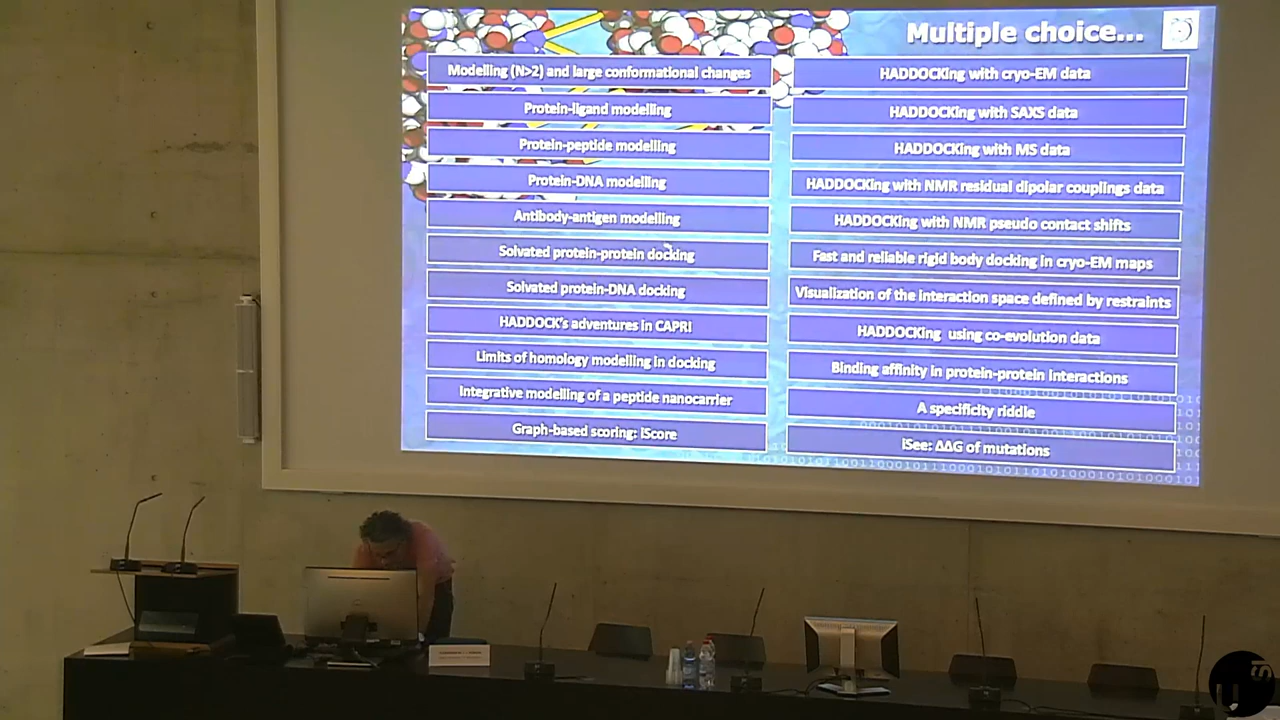 Multiple choice...
Modelling (N>2) and large conformational changes
Protein-ligand modelling
Protein-peptide modelling
Protein-DNA modelling
Antibody-antigen modelling
Solvated protein-protein docking
Solvated protein-DNA docking
HADDOCK's adventures in CAPRI
Limits of homology modelling in docking
Integrative modelling of a peptide nanocarrier
Graph-based scoring: iScore
HADDOCKing with cryo-EM data
HADDOCKing with SAXS data
HADDOCKing with MS data
HADDOCKing with NMR residual dipolar couplings data
HADDOCKing with NMR pseudo contact shifts
Fast and reliable rigid body docking in cryo-EM maps
Visualization of the interaction space defined by restraints
HADDOCKing using co-evolution data
Binding affinity in protein-protein interactions
A specificity riddle
iSee: ΔΔG of mutations